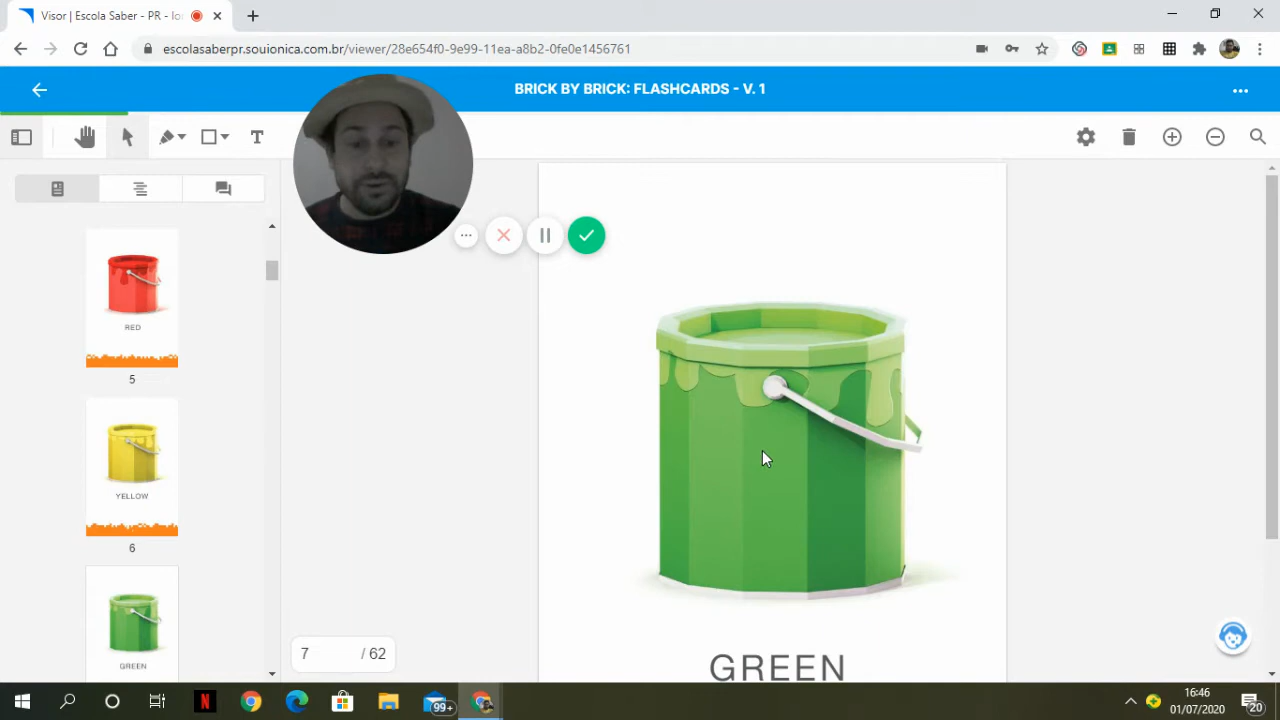 Visor | Escola Saber - PR - Io
escolasaberpr.souionica.com.br/viewer/28e654f0-9e99-11ea-a8b2-0fe0e1456761
BRICK BY BRICK: FLASHCARDS - V. 1
T
RED
5
YELLOW
6
GREEN
7 / 62
GREEN
N
99+
16:46
01/07/2020
20